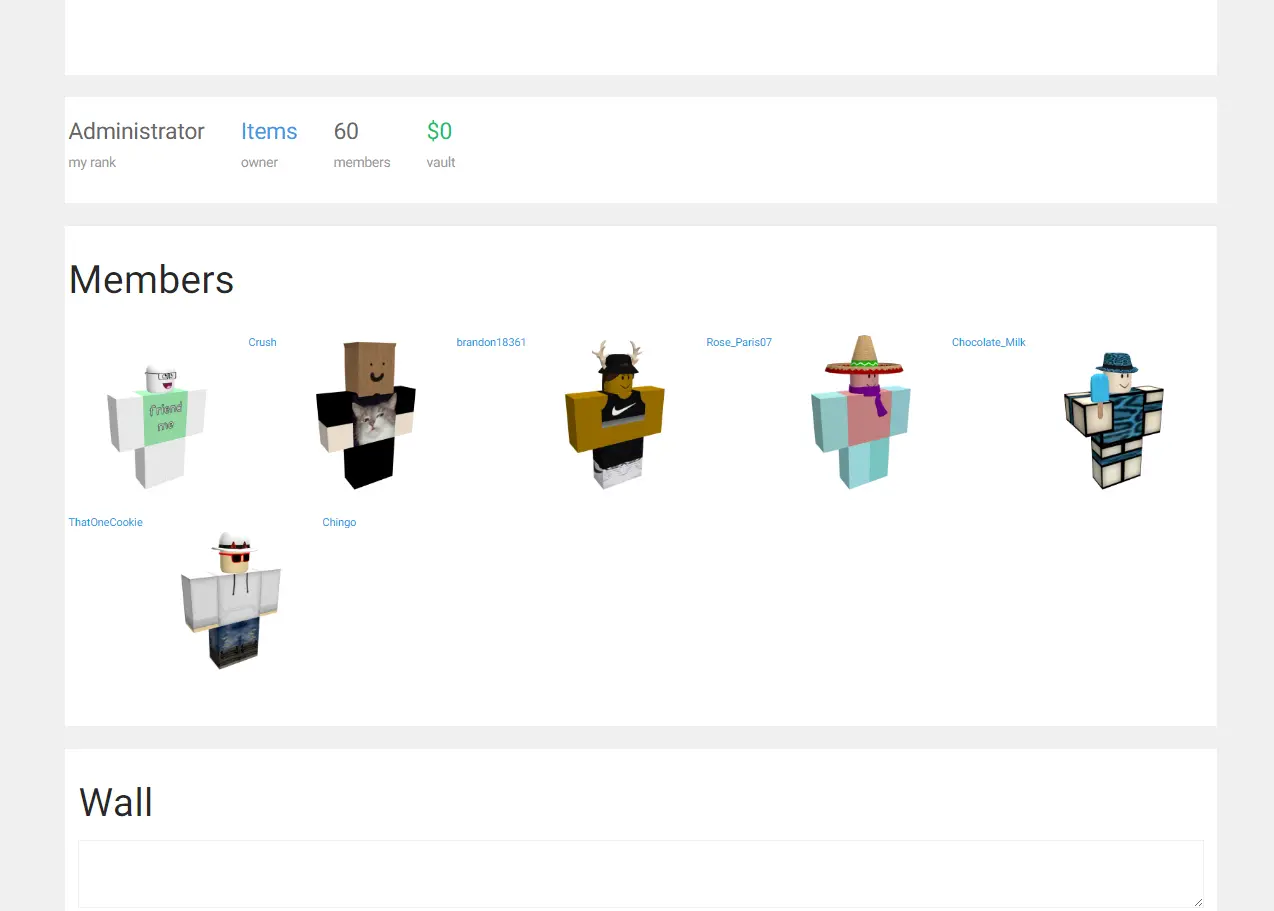 Administrator Items 60 $0
my rank owner members vault
Members
Crush brandon18361 Rose_Paris07 Chocolate_Milk
friend
me
ThatOneCookie Chingo
Wall